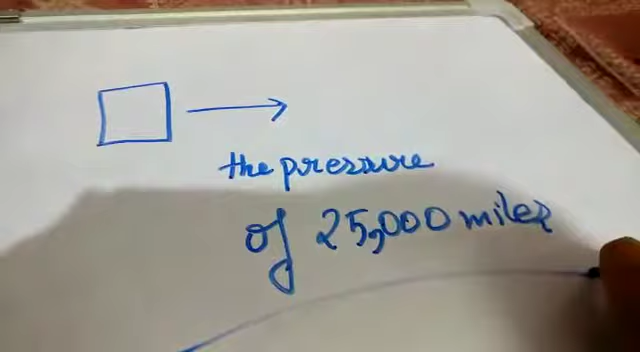 the pressure
of 25,000 miles